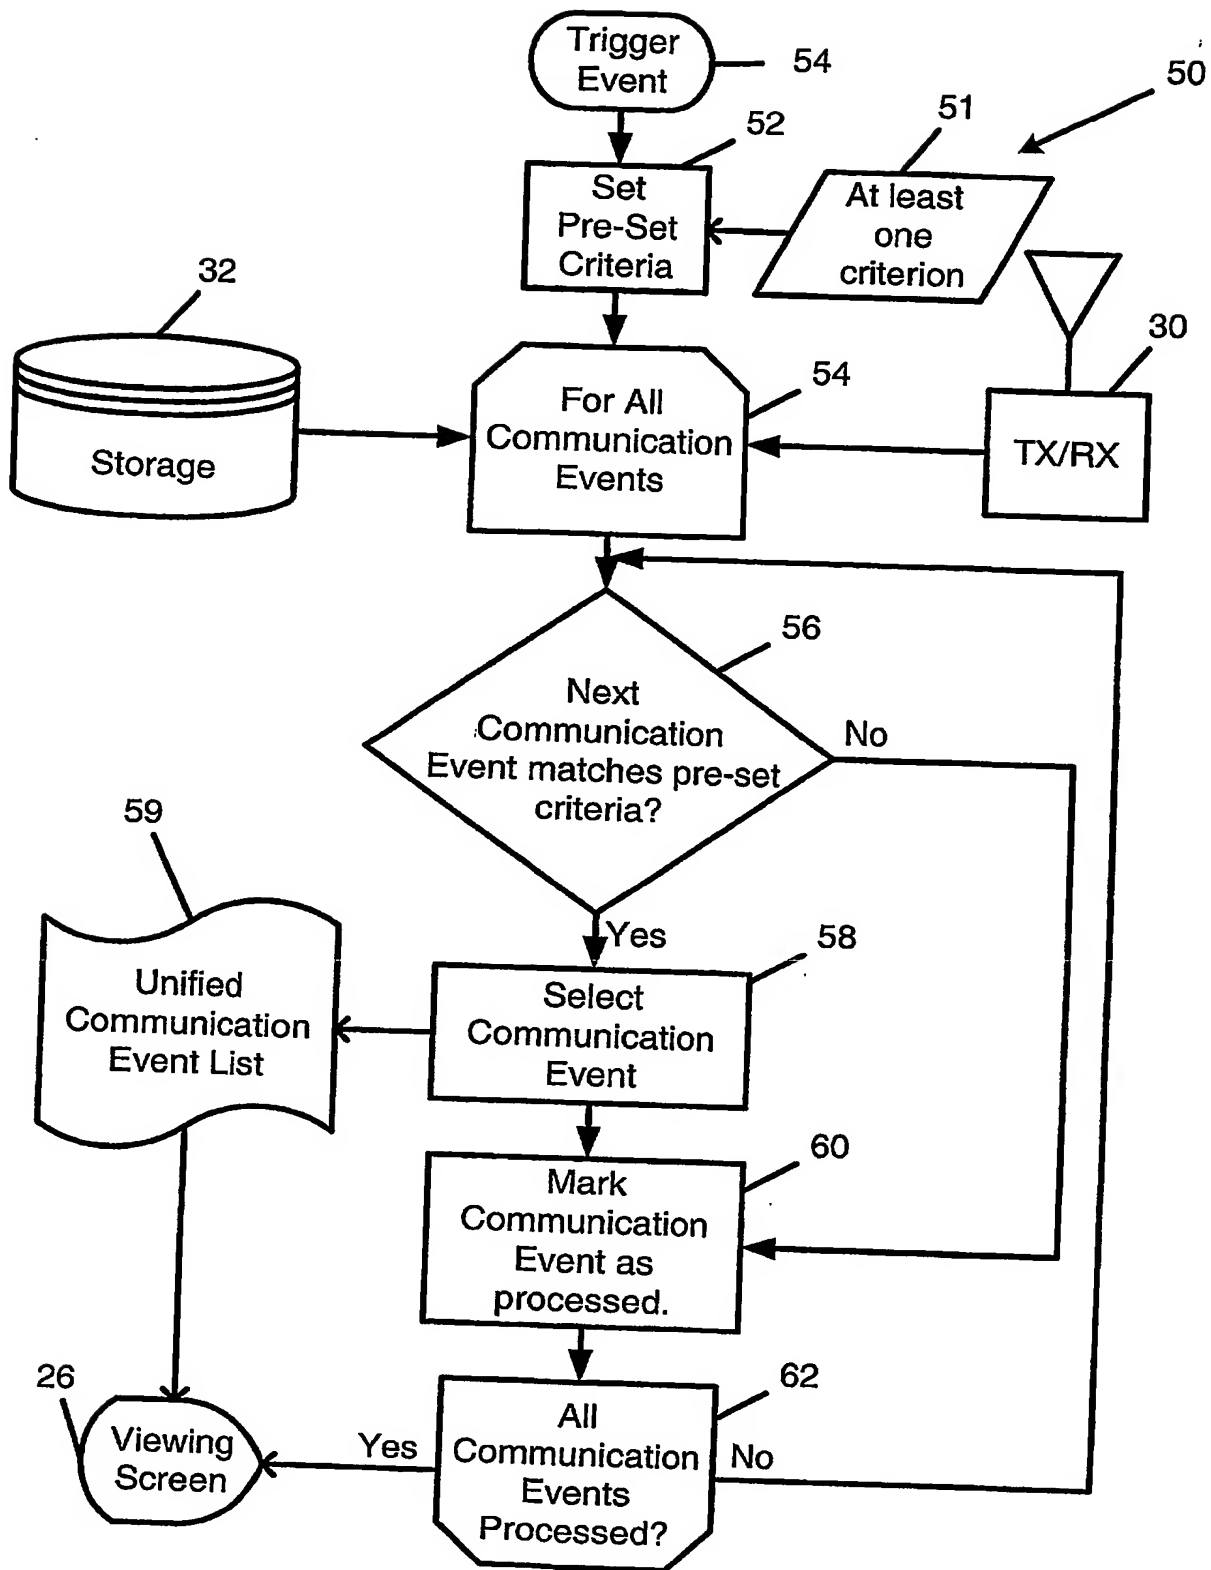 Trigger
Event
54
50
52
51
Set
Pre-Set
Criteria
At least
one
criterion
32
30
54
For All
Communication
Events
Storage
TX/RX
56
Next
Communication
Event matches pre-set
criteria?
No
59
Yes
58
Unified
Communication
Event List
Select
Communication
Event
60
Mark
Communication
Event as
processed.
26
62
Viewing
Screen
Yes
All
Communication
Events
Processed?
No